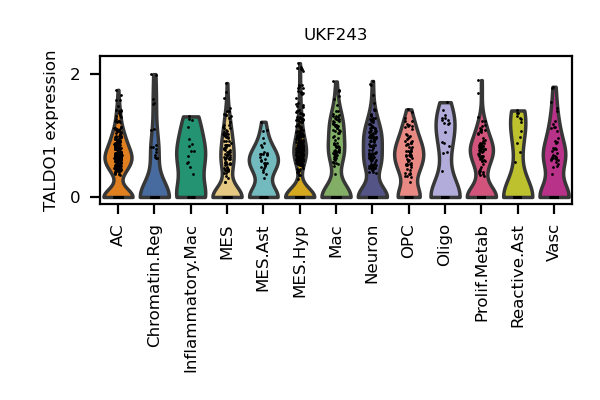 UKF243
TALDO1 expression
2
0
AC
Chromatin.Reg
Inflammatory.Mac
MES
MES.Ast
MES.Hyp
Mac
Neuron
OPC
Oligo
Prolif.Metab
Reactive.Ast
Vasc